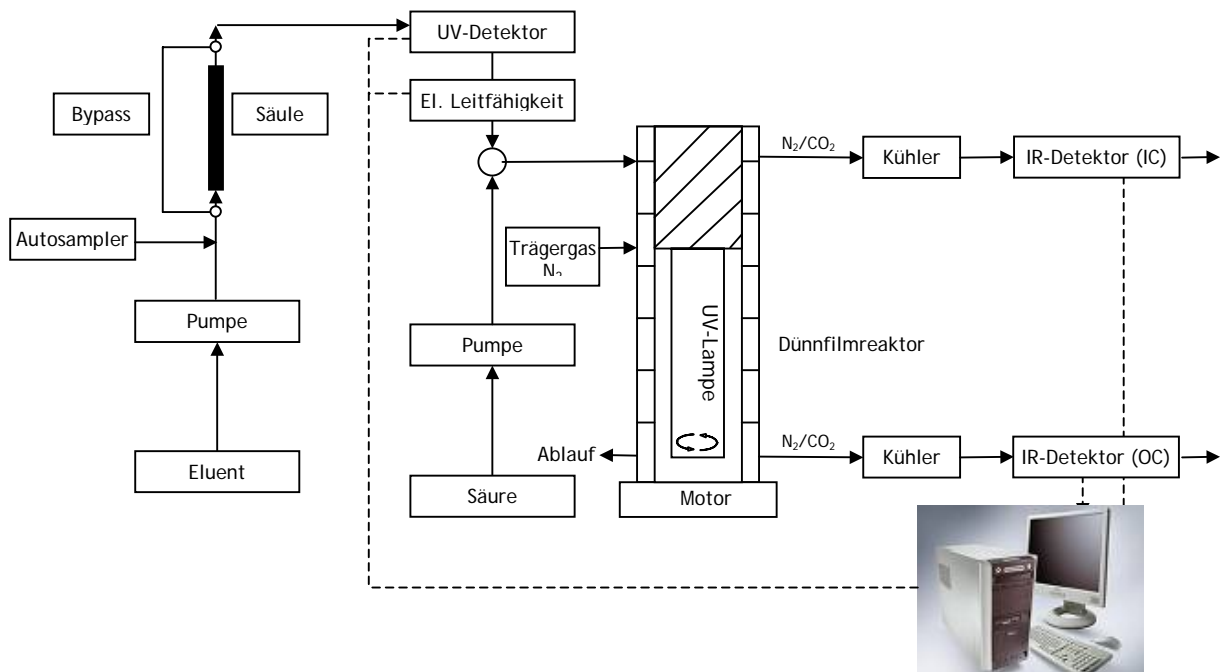 UV-Detektor
El. Leitfähigkeit
Bypass
Säule
Autosampler
Pumpe
Eluent
Trägergas
N₂
Pumpe
Säure
UV-Lampe
N₂/CO₂
Kühler
IR-Detektor (IC)
Dünnfilmreaktor
Ablauf
N₂/CO₂
Kühler
IR-Detektor (OC)
Motor